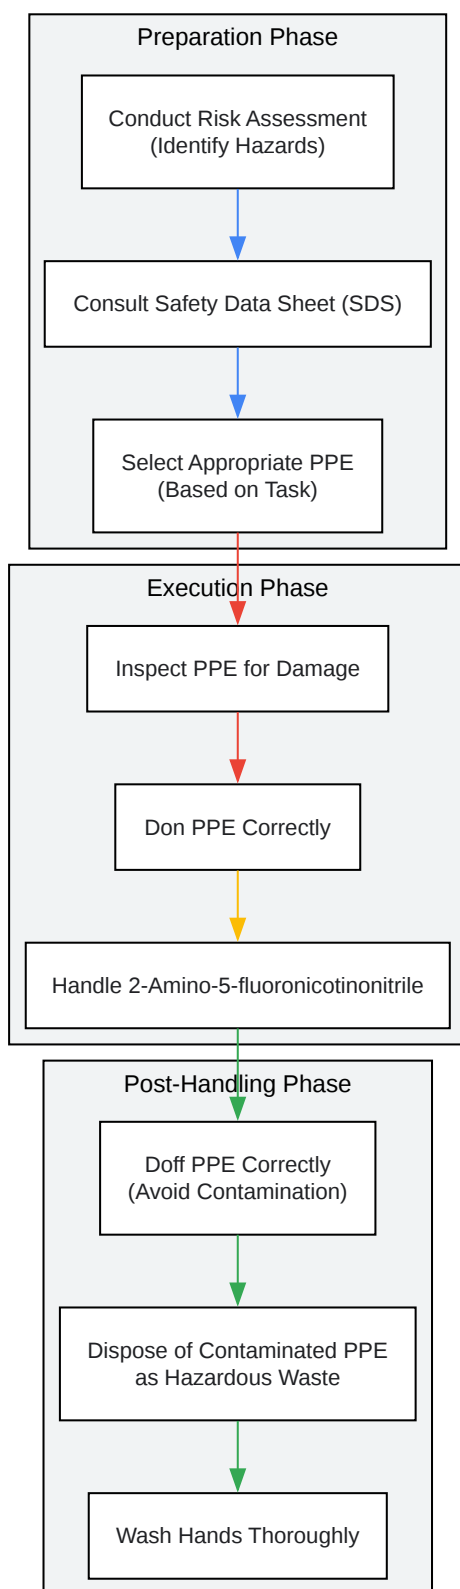 Preparation Phase
Conduct Risk Assessment
(Identify Hazards)
Consult Safety Data Sheet (SDS)
Select Appropriate PPE
(Based on Task)
Execution Phase
Inspect PPE for Damage
Don PPE Correctly
Handle 2-Amino-5-fluoronicotinonitrile
Post-Handling Phase
Doff PPE Correctly
(Avoid Contamination)
Dispose of Contaminated PPE
as Hazardous Waste
Wash Hands Thoroughly